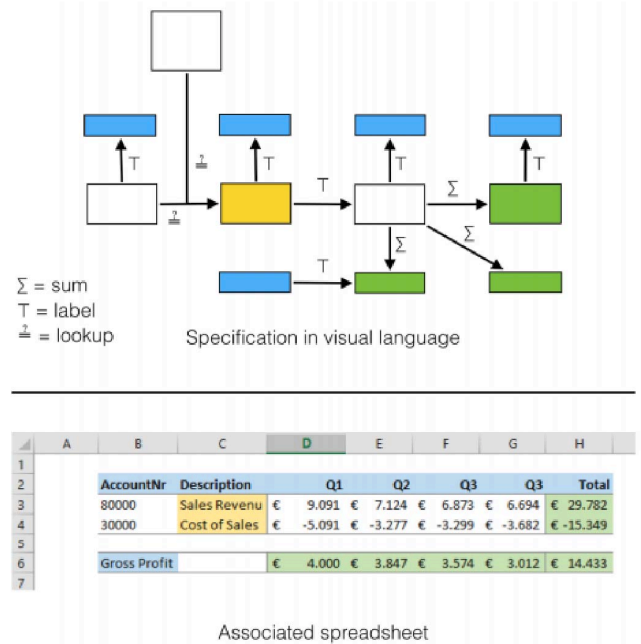 T T T T
≟ T Σ
≟ Σ Σ
T
Σ = sum
T = label
≟ = lookup
Specification in visual language
A B C D E F G H
1
2 AccountNr Description Q1 Q2 Q3 Q3 Total
3 80000 Sales Revenu € 9.091 € 7.124 € 6.873 € 6.694 € 29.782
4 30000 Cost of Sales € -5.091 € -3.277 € -3.299 € -3.682 € -15.349
5
6 Gross Profit € 4.000 € 3.847 € 3.574 € 3.012 € 14.433
7
Associated spreadsheet